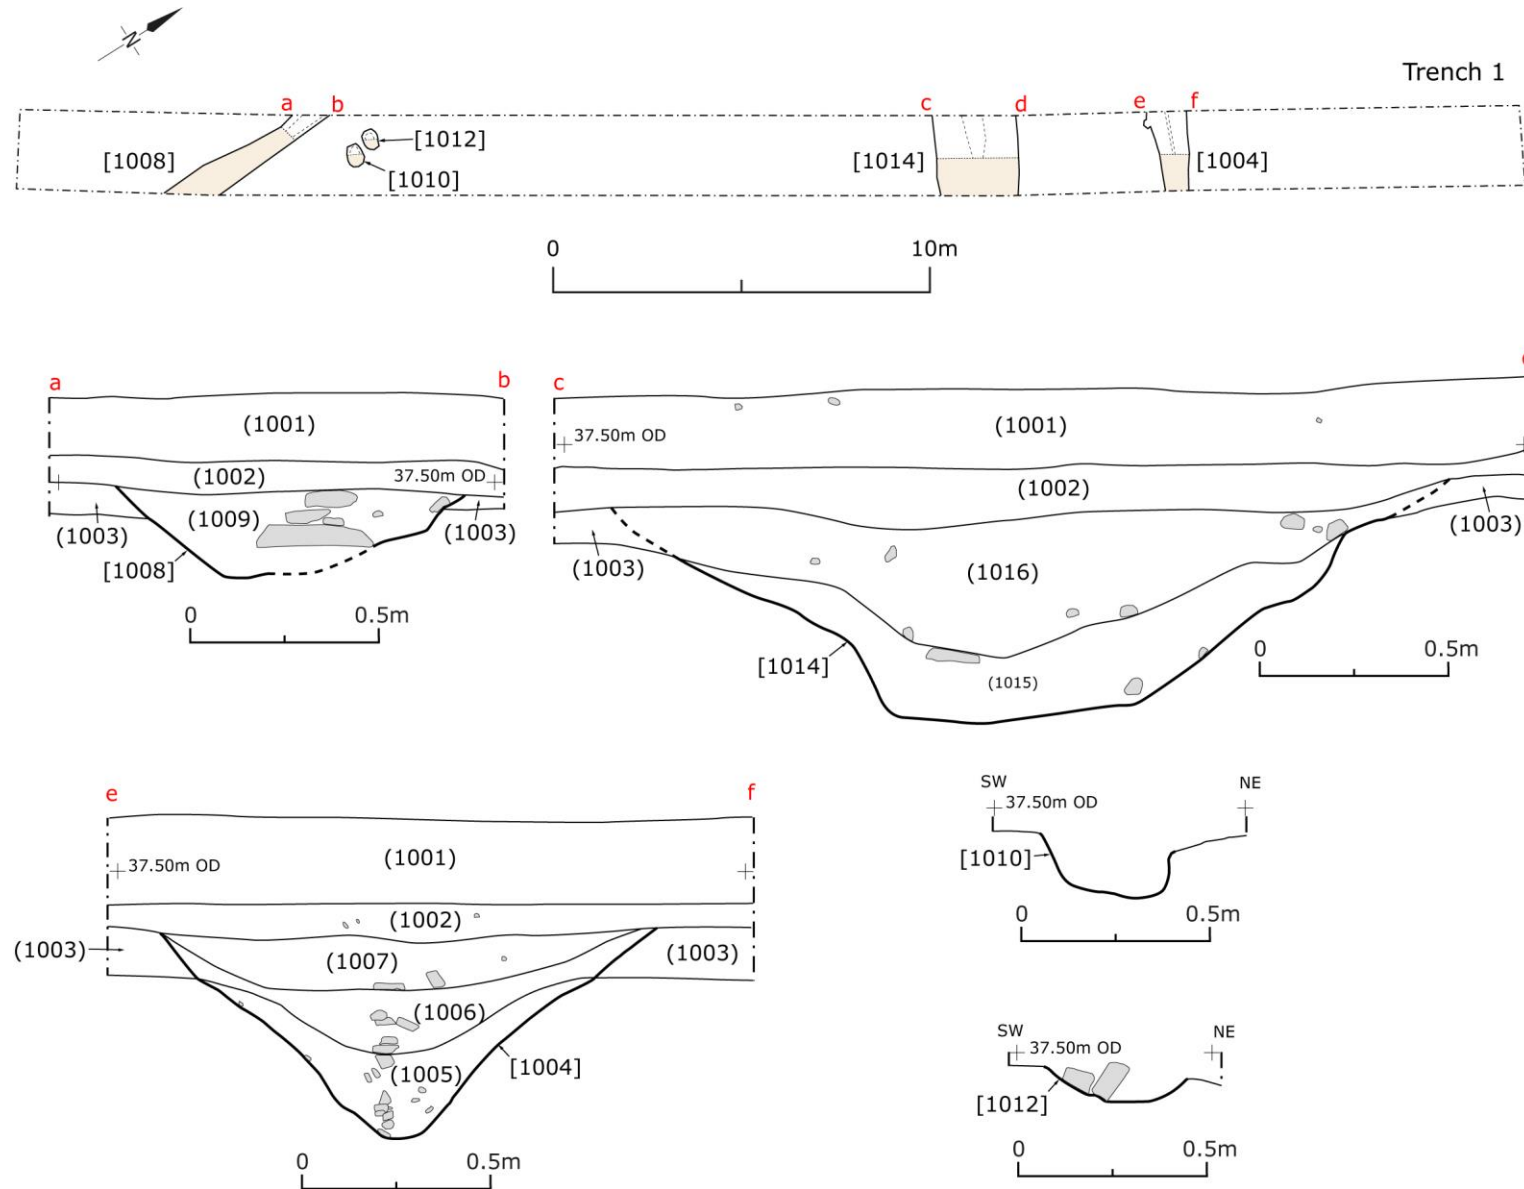 N
Trench 1
a b c d e f
[1008] [1012] [1010] [1014] [1004]
0 10m
a b
(1001)
(1002) 37.50m OD
(1009)
(1003) (1003)
[1008]
0 0.5m
c
(1001)
37.50m OD
(1002)
(1003) (1016) (1003)
[1014] (1015)
0 0.5m
e f
(1001)
37.50m OD
(1002)
(1003) (1007) (1003)
(1006)
(1005) [1004]
0 0.5m
SW NE
37.50m OD
[1010]
0 0.5m
SW NE
37.50m OD
[1012]
0 0.5m